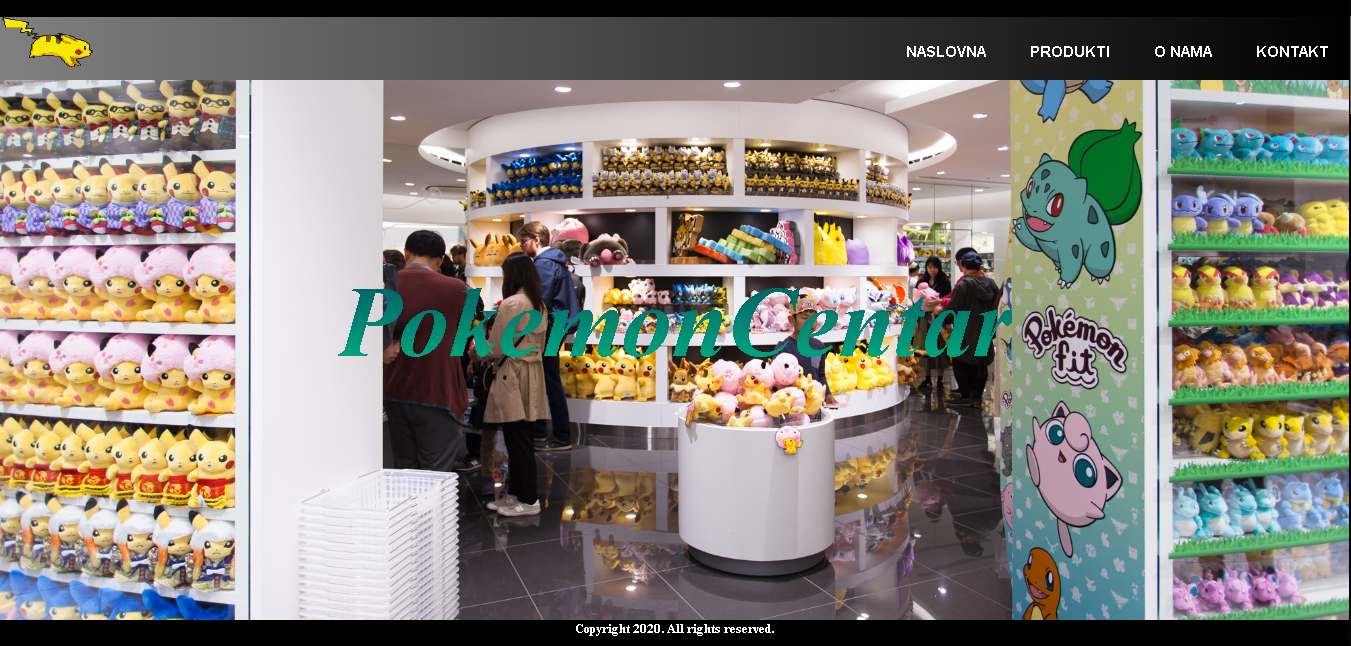 NASLOVNA PRODUKTI O NAMA KONTAKT
PokemonCentar
Pokémon
fit
Copyright 2020. All rights reserved.